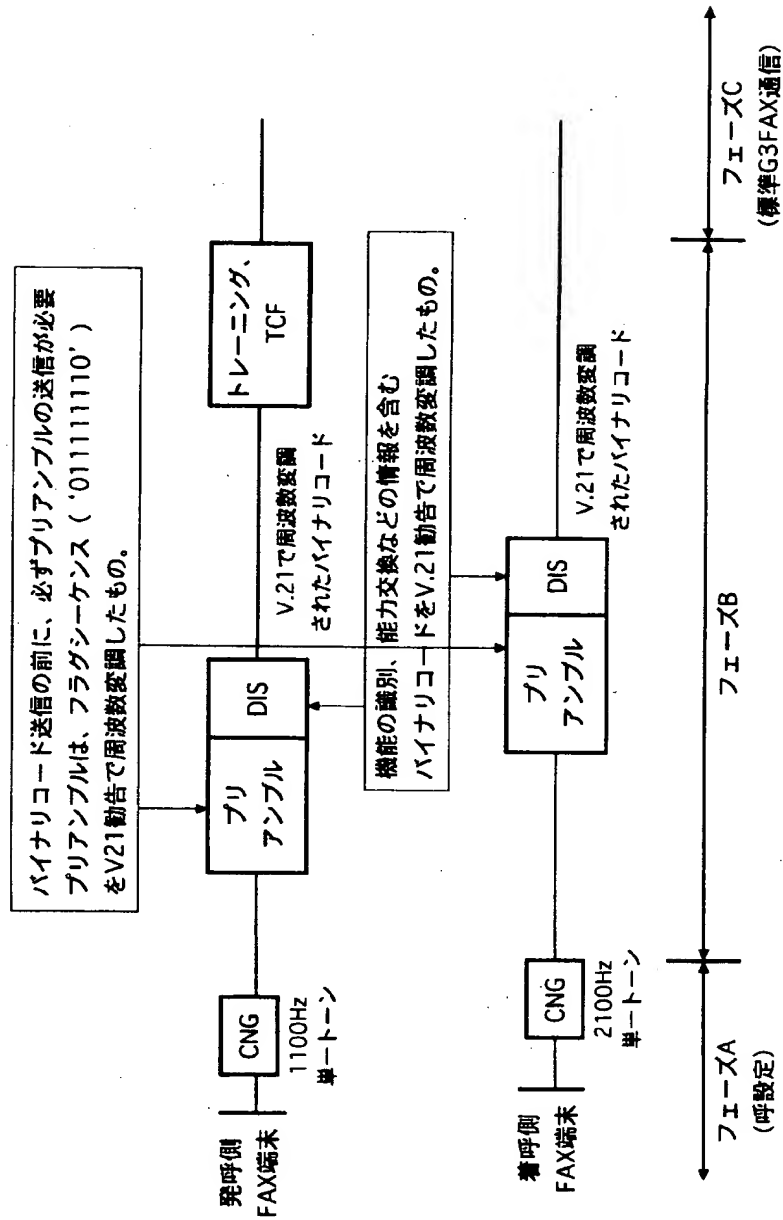 バイナリコード送信の前に、必ずプリアンブルの送信が必要
プリアンブルは、フラグシーケンス（ '011111110' ）
をV21勧告で周波数変調したもの。
発呼側
FAX端末
CNG
1100Hz
単一トーン
プリ
アンブル
DIS
V.21で周波数変調
されたバイナリコード
トレーニング、
TCF
機能の識別、能力交換などの情報を含む
バイナリコードをV.21勧告で周波数変調したもの。
着呼側
FAX端末
CNG
2100Hz
単一トーン
プリ
アンブル
DIS
V.21で周波数変調
されたバイナリコード
フェーズA
(呼設定)
フェーズB
フェーズC
(標準G3FAX通信)